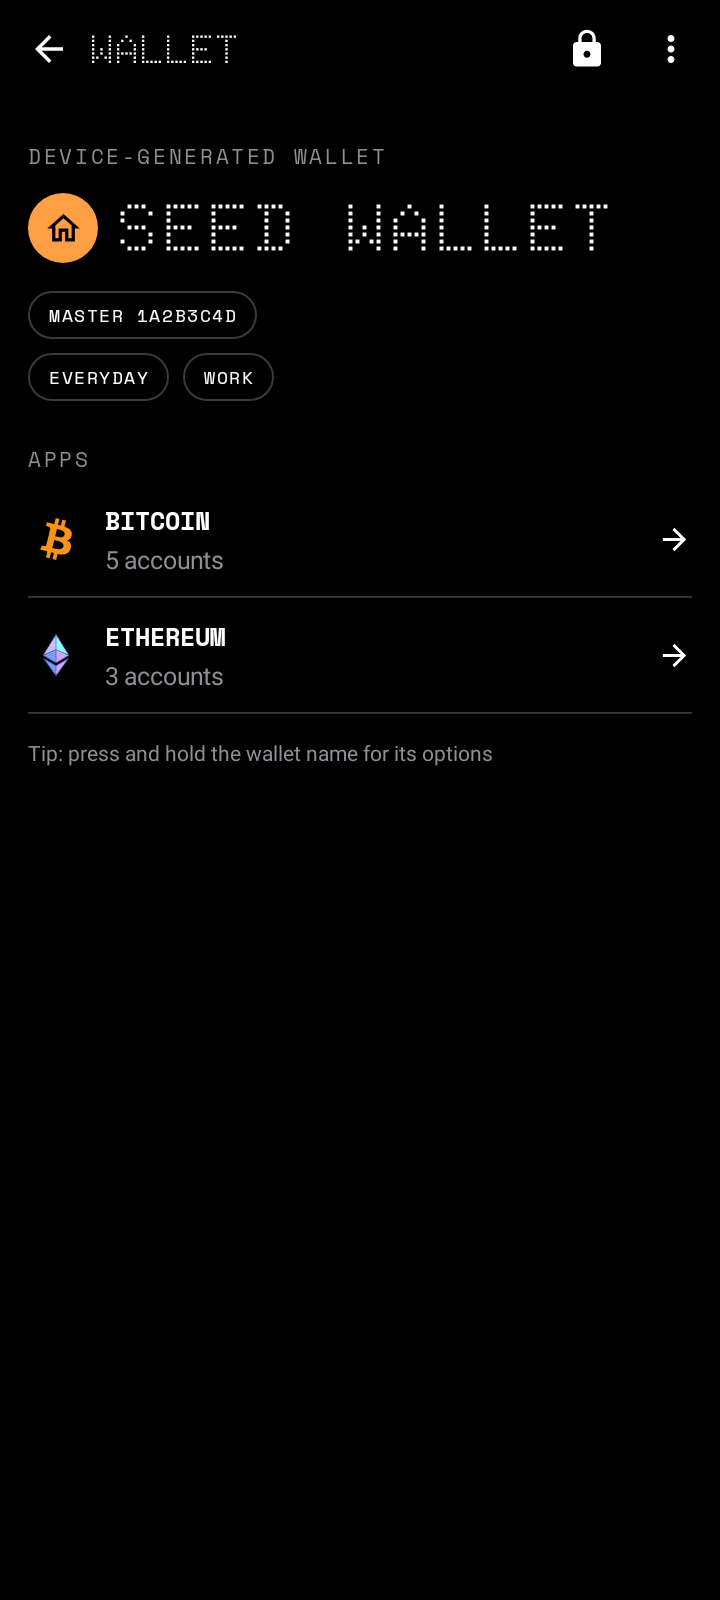 WALLET
DEVICE-GENERATED WALLET
SEED WALLET
MASTER 1A2B3C4D
EVERYDAY WORK
APPS
BITCOIN
5 accounts
ETHEREUM
3 accounts
Tip: press and hold the wallet name for its options